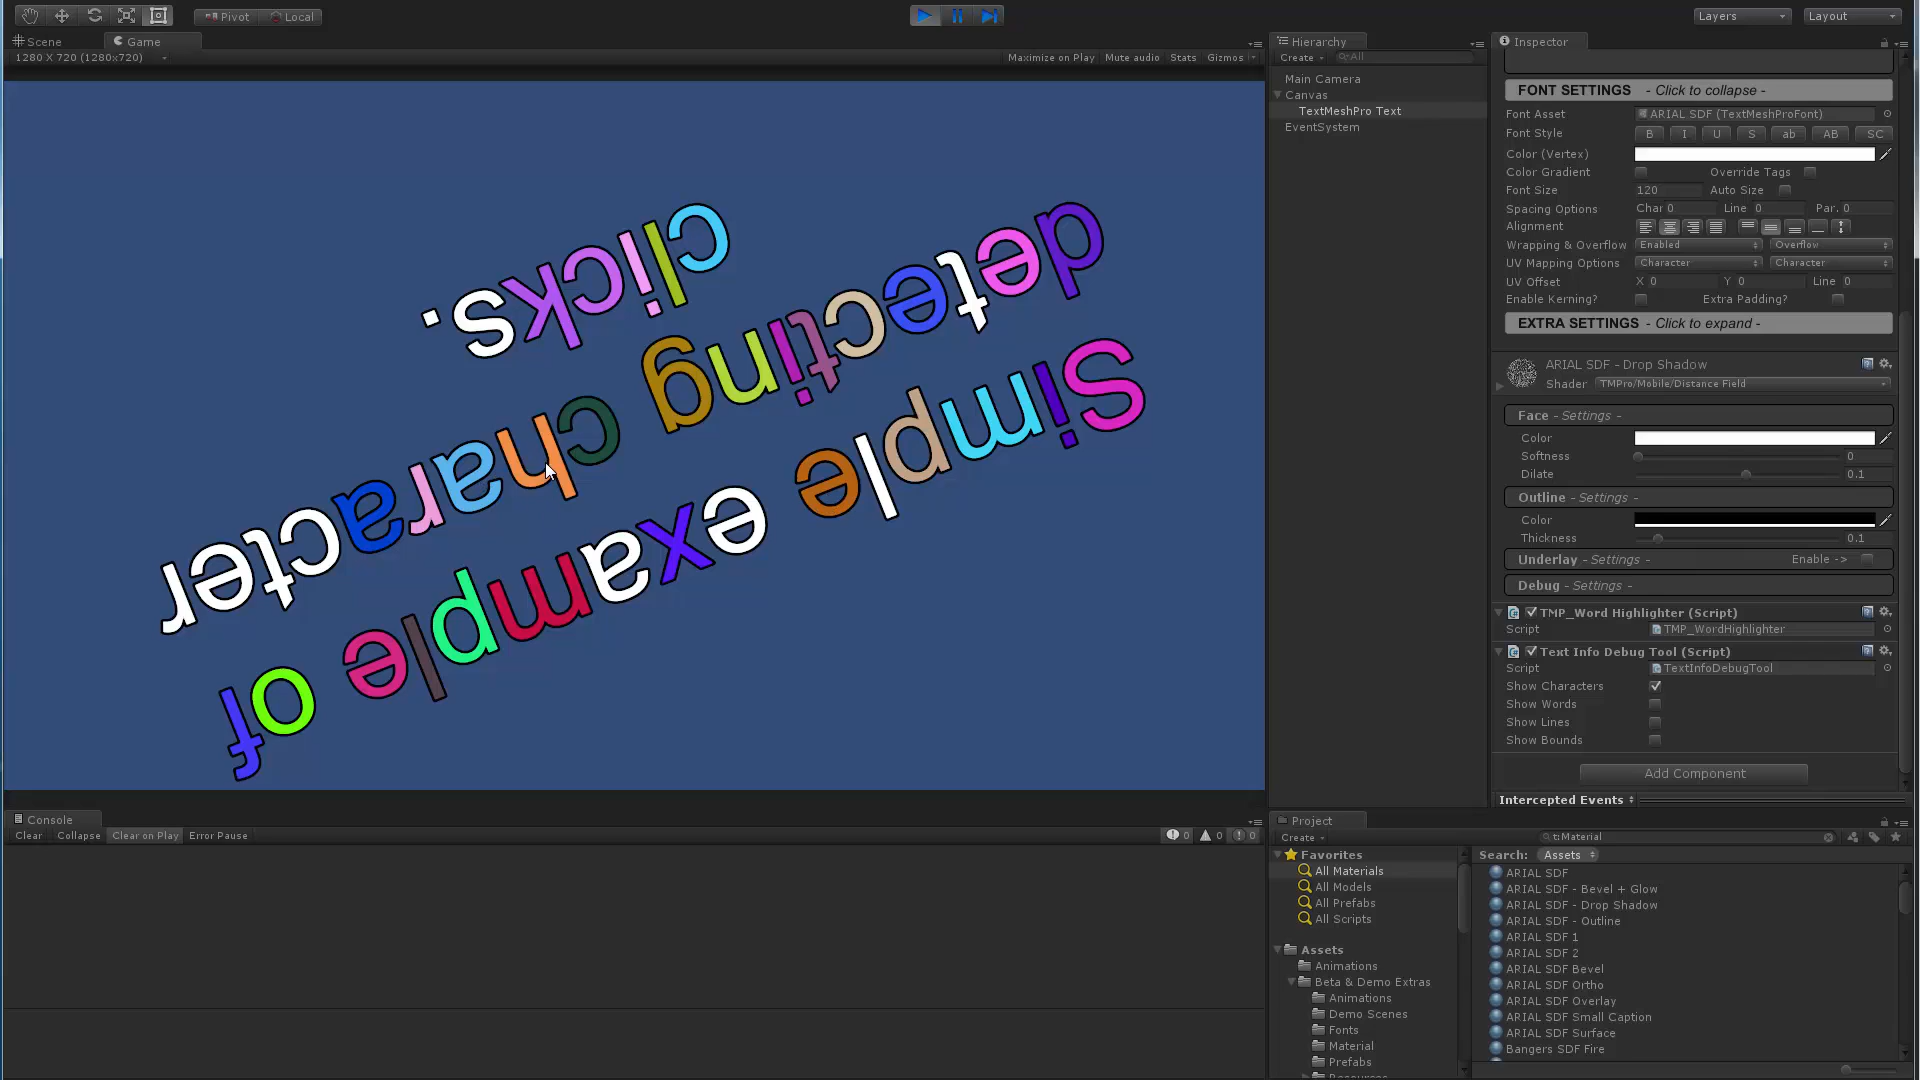 Pivot Local Layers Layout
Scene Game
1280 X 720 (1280x720) Maximize on Play Mute audio Stats Gizmos
Simple example of
detecting character
clicks.
Console
Clear Collapse Clear on Play Error Pause 0 0 0
Hierarchy
Create All
Main Camera
Canvas
TextMeshPro Text
EventSystem
Inspector
FONT SETTINGS - Click to collapse -
Font Asset ARIAL SDF (TextMeshProFont)
Font Style B I U S ab AB SC
Color (Vertex)
Color Gradient Override Tags
Font Size 120 Auto Size
Spacing Options Char 0 Line 0 Par. 0
Alignment
Wrapping & Overflow Enabled Overflow
UV Mapping Options Character Character
UV Offset X 0 Y 0 Line 0
Enable Kerning? Extra Padding?
EXTRA SETTINGS - Click to expand -
ARIAL SDF - Drop Shadow
Shader TMPro/Mobile/Distance Field
Face - Settings -
Color
Softness 0
Dilate 0.1
Outline - Settings -
Color
Thickness 0.1
Underlay - Settings - Enable ->
Debug - Settings -
TMP_Word Highlighter (Script)
Script TMP_WordHighlighter
Text Info Debug Tool (Script)
Script TextInfoDebugTool
Show Characters
Show Words
Show Lines
Show Bounds
Add Component
Intercepted Events
Project
Create t:Material
Favorites
All Materials
All Models
All Prefabs
All Scripts
Assets
Animations
Beta & Demo Extras
Animations
Demo Scenes
Fonts
Material
Prefabs
Search: Assets
ARIAL SDF
ARIAL SDF - Bevel + Glow
ARIAL SDF - Drop Shadow
ARIAL SDF - Outline
ARIAL SDF 1
ARIAL SDF 2
ARIAL SDF Bevel
ARIAL SDF Ortho
ARIAL SDF Overlay
ARIAL SDF Small Caption
ARIAL SDF Surface
Bangers SDF Fire